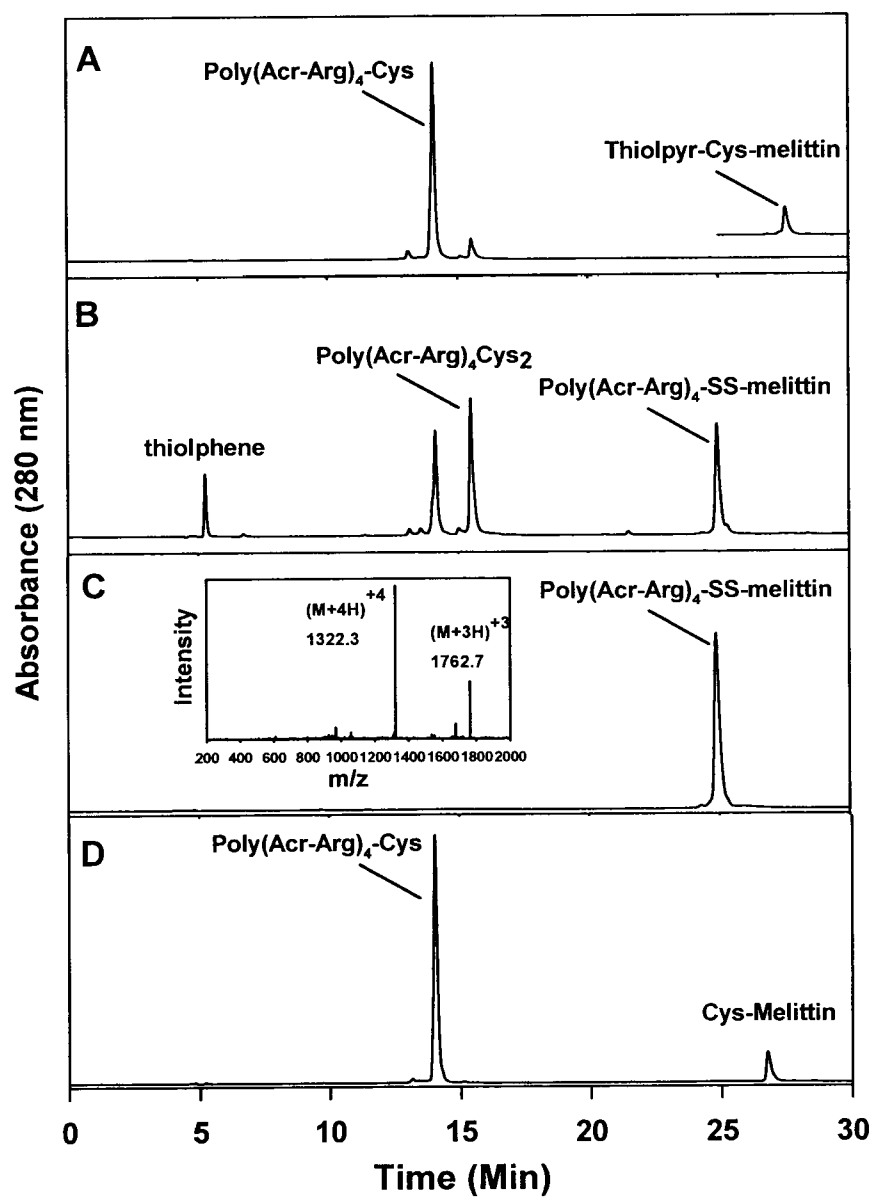 A
Poly(Acr-Arg)4-Cys
Thiolpyr-Cys-melittin
B
Poly(Acr-Arg)4Cys2
Poly(Acr-Arg)4-SS-melittin
thiolphene
Absorbance (280 nm)
C
Poly(Acr-Arg)4-SS-melittin
(M+4H)+4
1322.3
(M+3H)+3
1762.7
Intensity
200 400 600 800 1000 1200 1400 1600 1800 2000
m/z
D
Poly(Acr-Arg)4-Cys
Cys-Melittin
0 5 10 15 20 25 30
Time (Min)